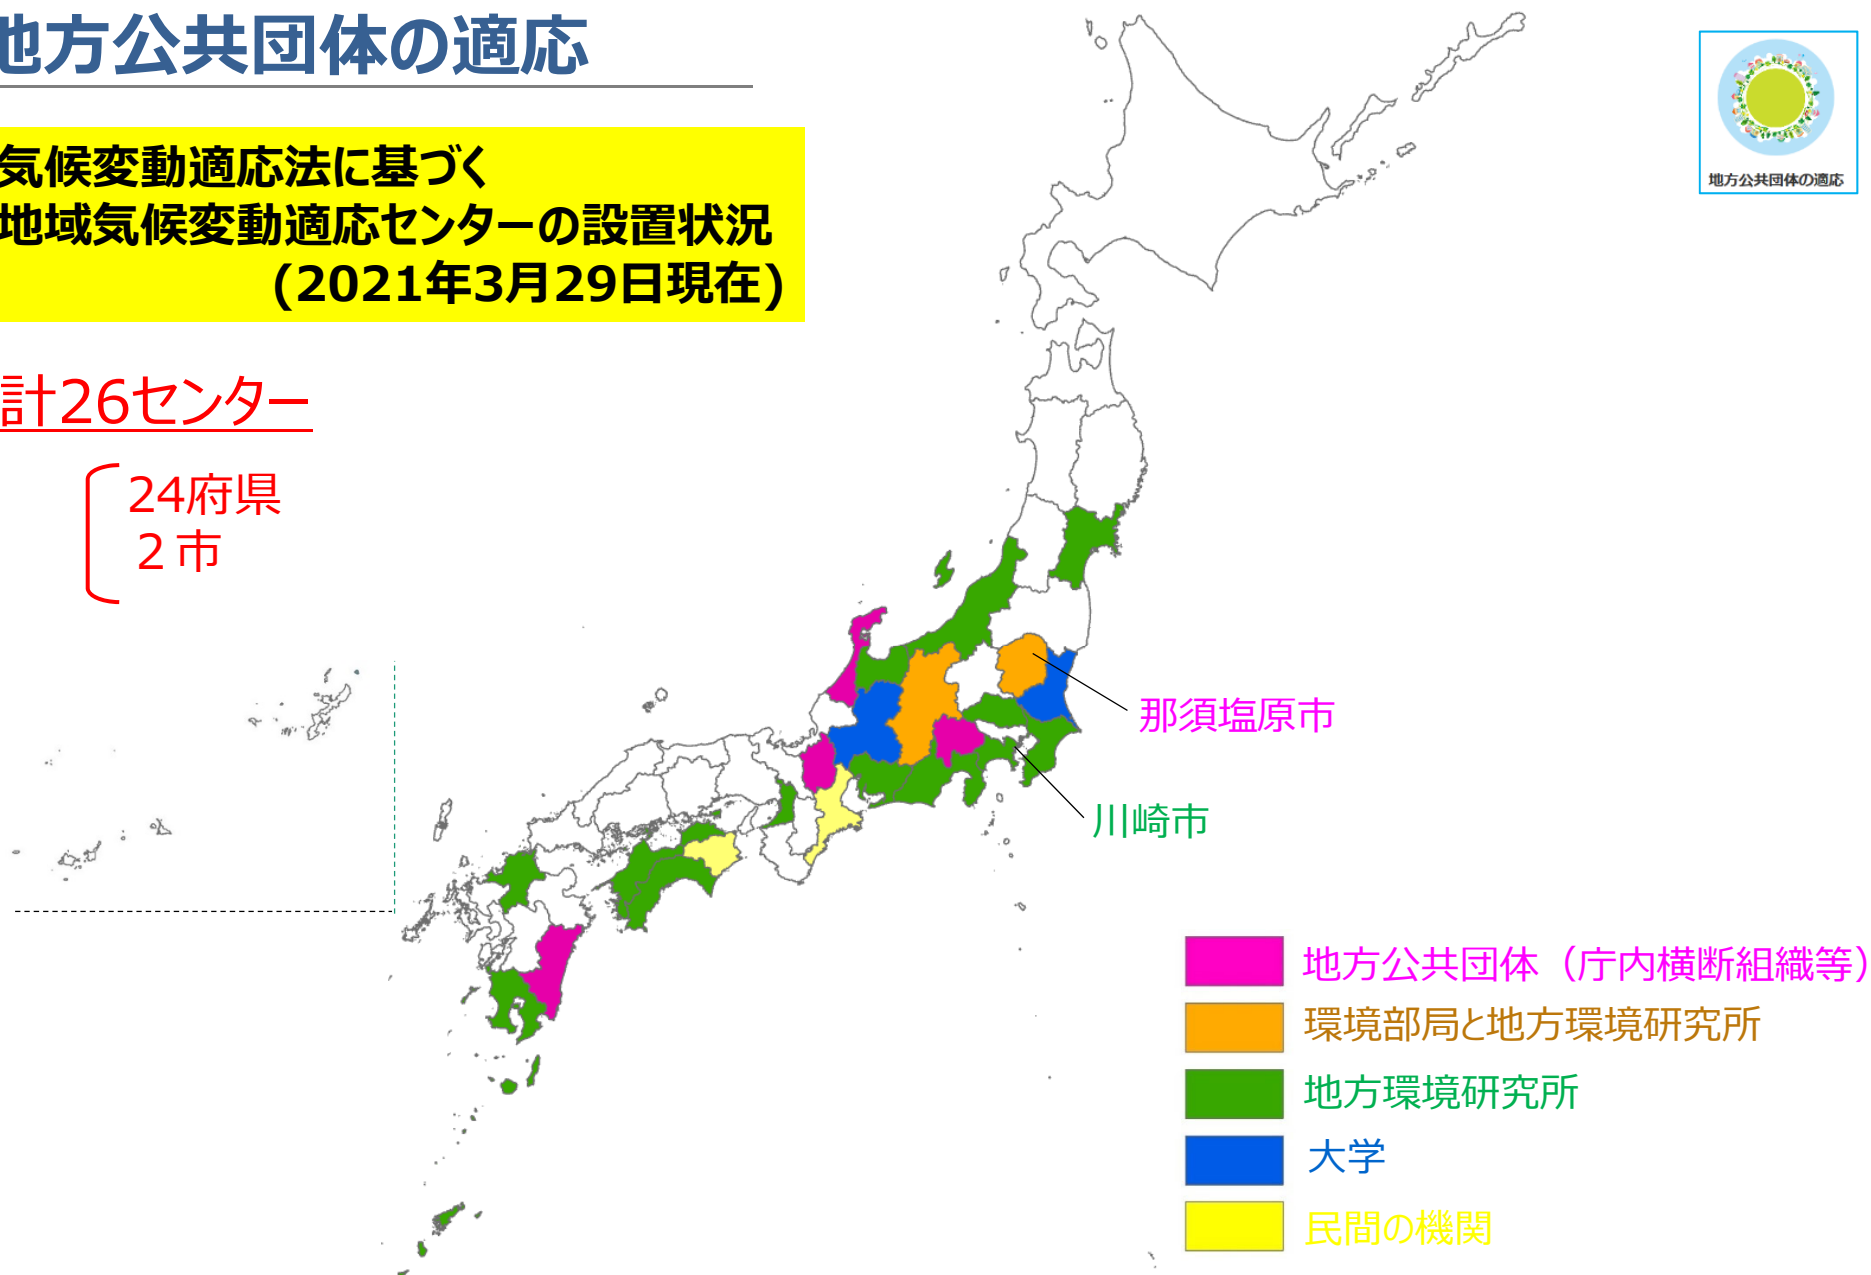 地方公共団体の適応
地方公共団体の適応
気候変動適応法に基づく
地域気候変動適応センターの設置状況
(2021年3月29日現在)
計26センター
24府県
2市
那須塩原市
川崎市
地方公共団体（庁内横断組織等）
環境部局と地方環境研究所
地方環境研究所
大学
民間の機関